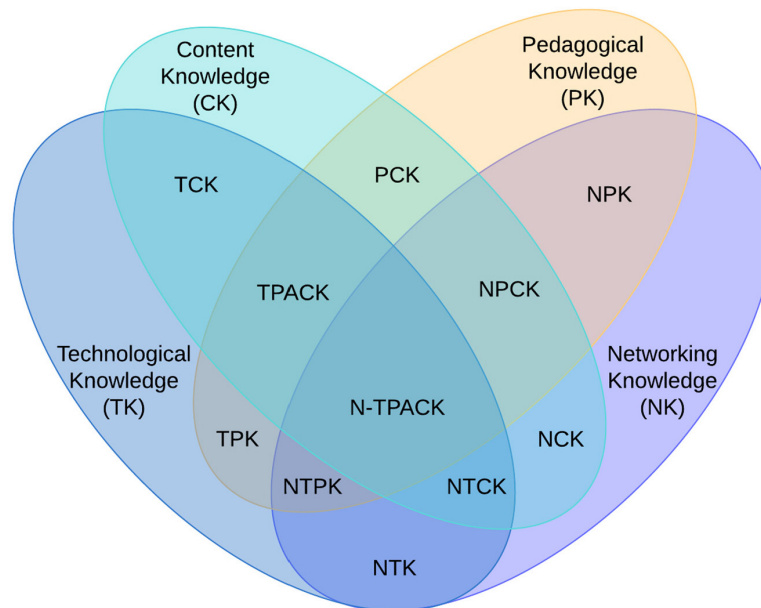 Content
Knowledge
(CK)
Pedagogical
Knowledge
(PK)
TCK
PCK
NPK
TPACK
NPCK
Technological
Knowledge
(TK)
Networking
Knowledge
(NK)
N-TPACK
TPK
NCK
NTPK
NTCK
NTK